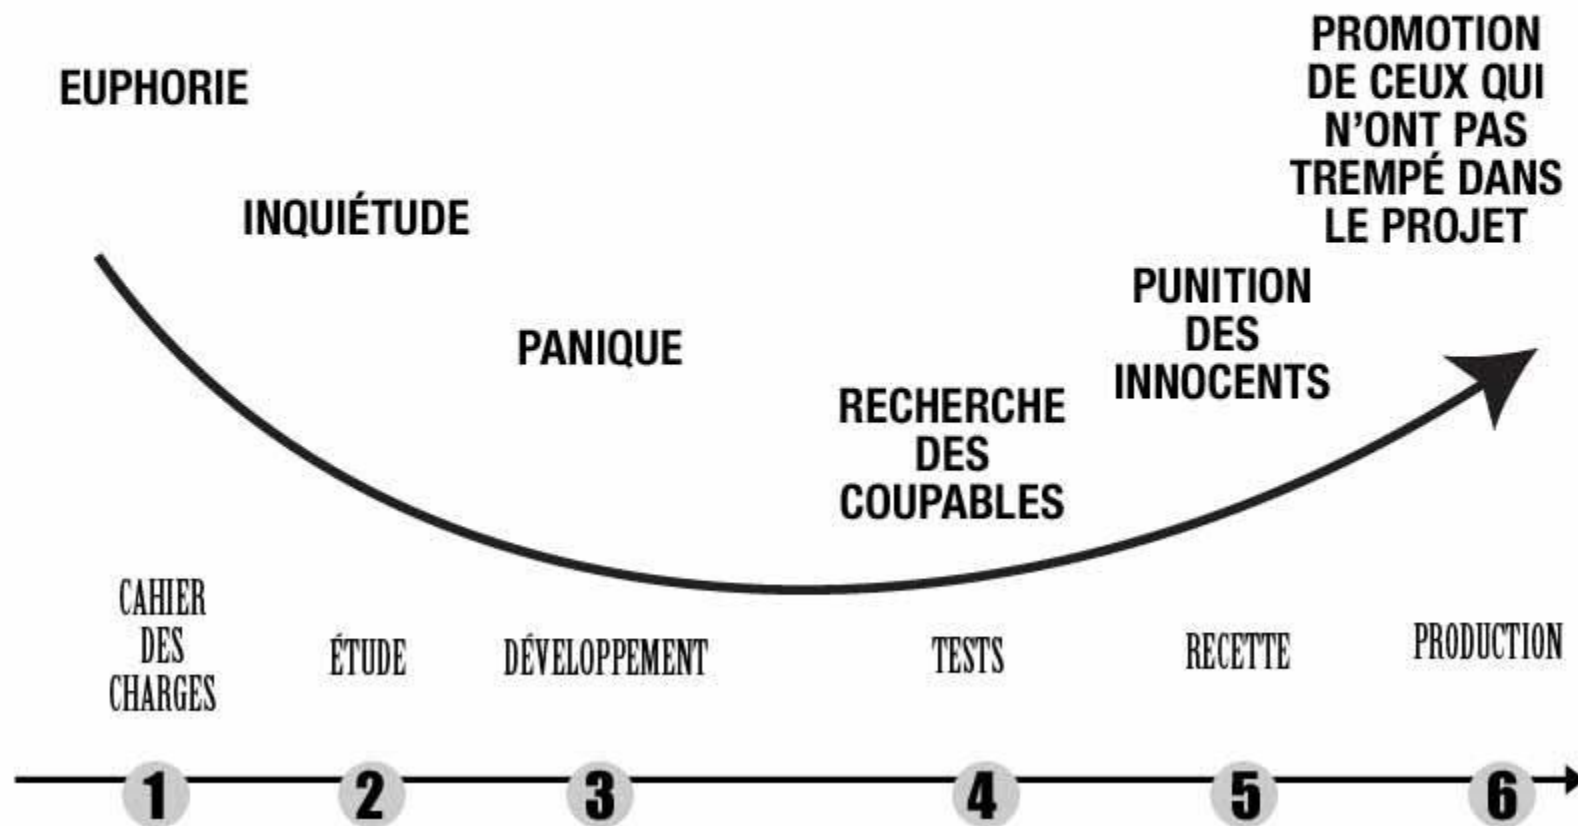 EUPHORIE
INQUIÉTUDE
PANIQUE
RECHERCHE
DES
COUPABLES
PUNITION
DES
INNOCENTS
PROMOTION
DE CEUX QUI
N'ONT PAS
TREMPÉ DANS
LE PROJET
CAHIER
DES
CHARGES
ÉTUDE
DÉVELOPPEMENT
TESTS
RECETTE
PRODUCTION
1
2
3
4
5
6